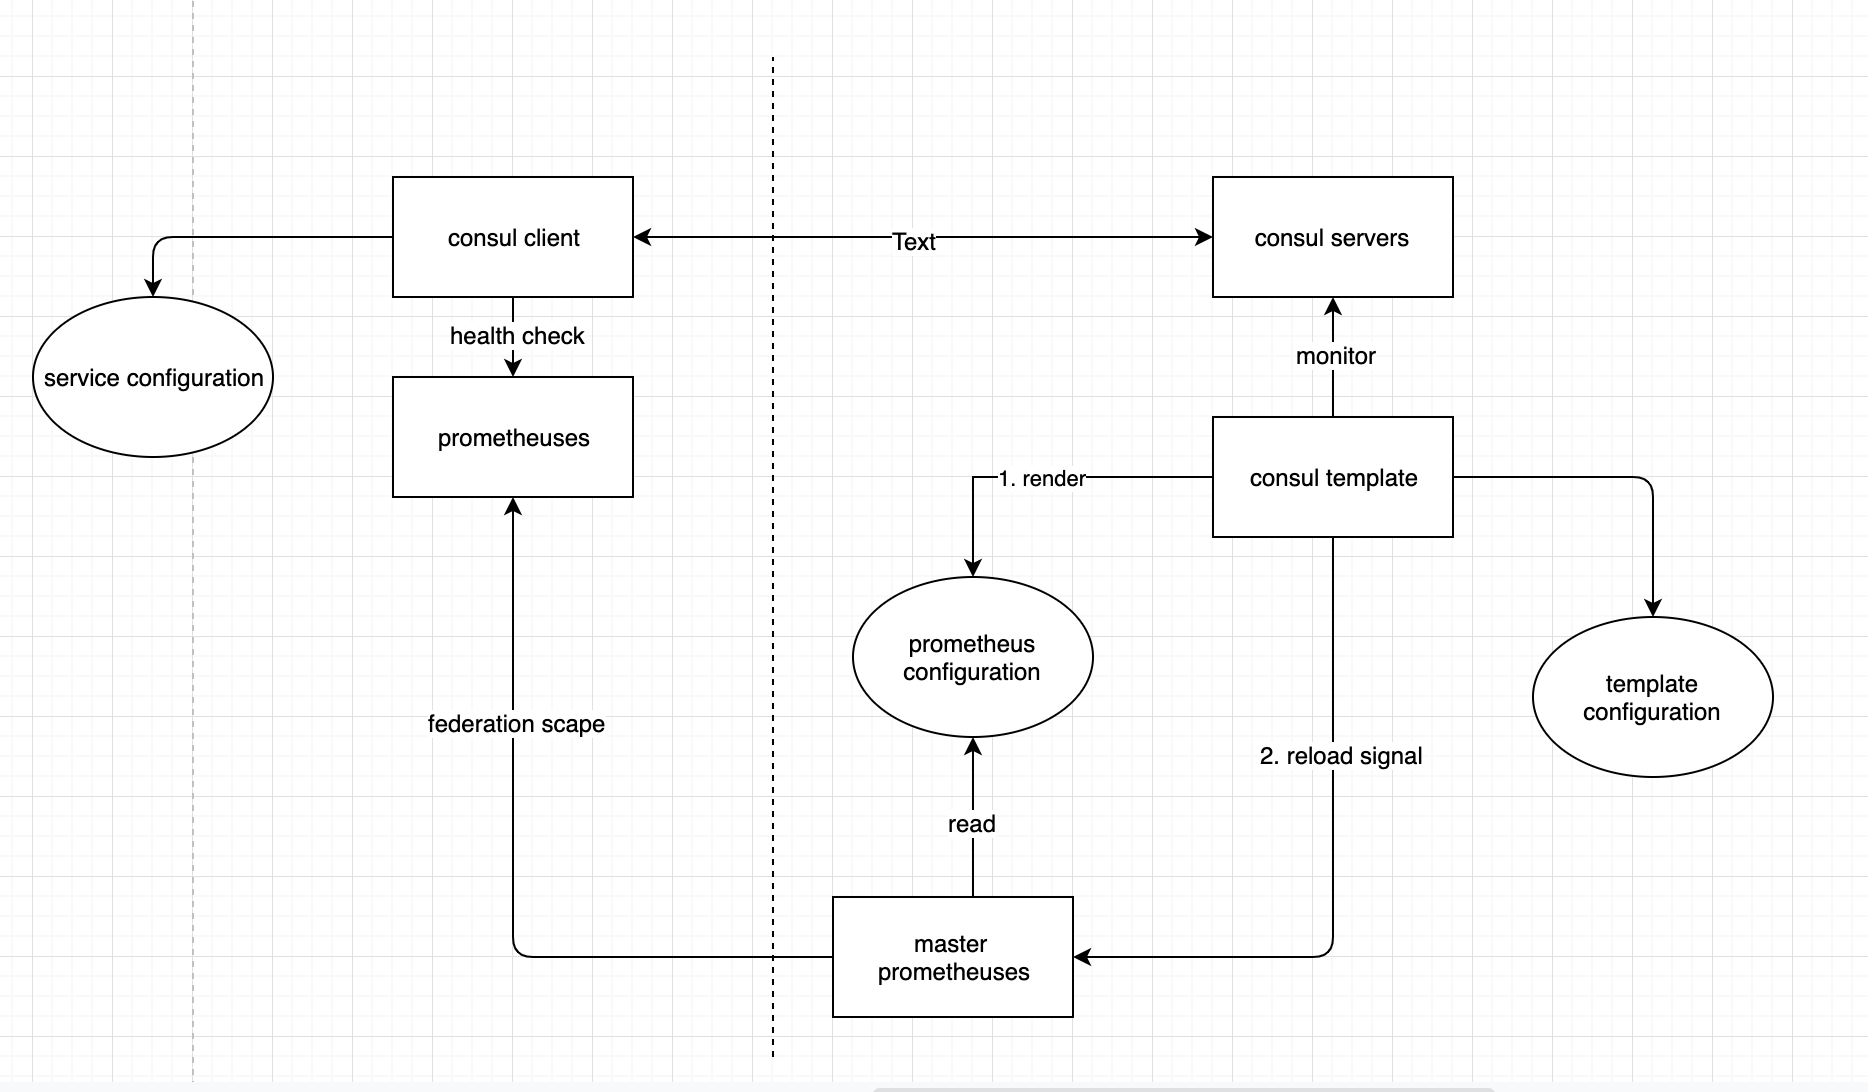 consul client
Text
consul servers
health check
service configuration
monitor
prometheuses
1. render
consul template
prometheus
configuration
template
configuration
federation scape
2. reload signal
read
master
prometheuses